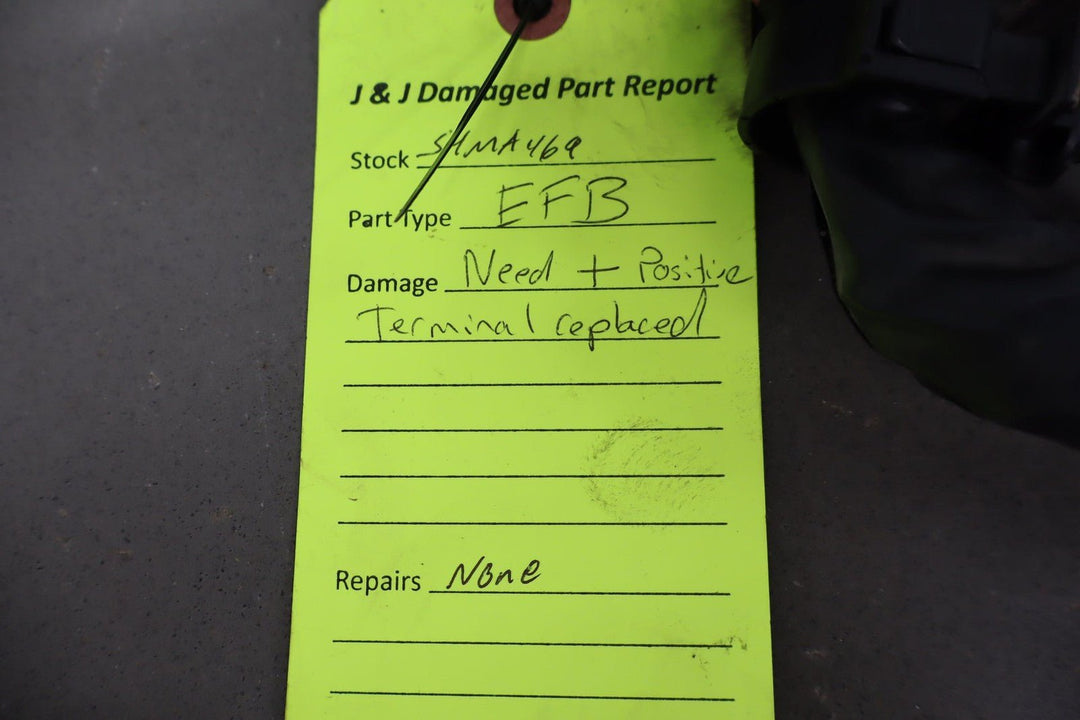 J & J Damaged Part Report
Stock SHMA469
Part Type EFB
Damage Need + Positive
Terminal replaced
Repairs None